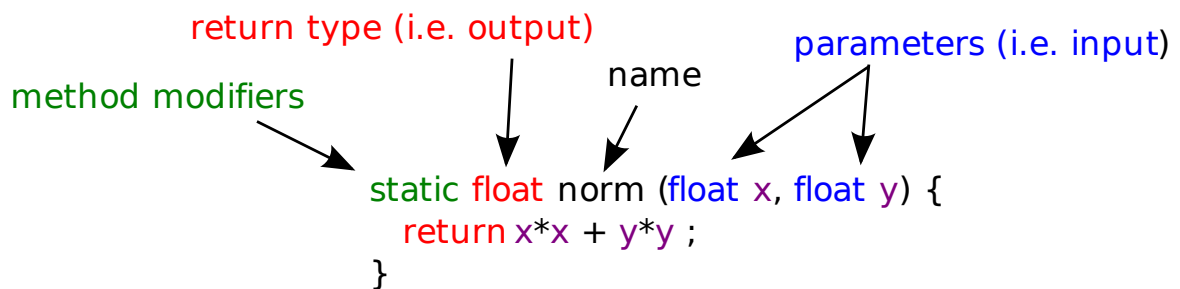 return type (i.e. output)
parameters (i.e. input)
name
method modifiers
static float norm (float x, float y) {
return x*x + y*y ;
}